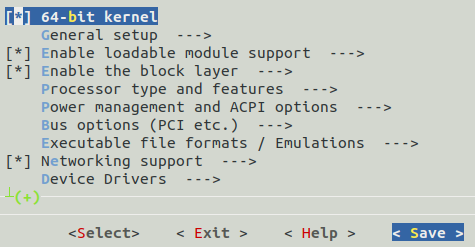 [*] 64-bit kernel
General setup --->
[*] Enable loadable module support --->
[*] Enable the block layer --->
Processor type and features --->
Power management and ACPI options --->
Bus options (PCI etc.) --->
Executable file formats / Emulations --->
[*] Networking support --->
Device Drivers --->
┴(+)
<Select> < Exit > < Help > < Save >